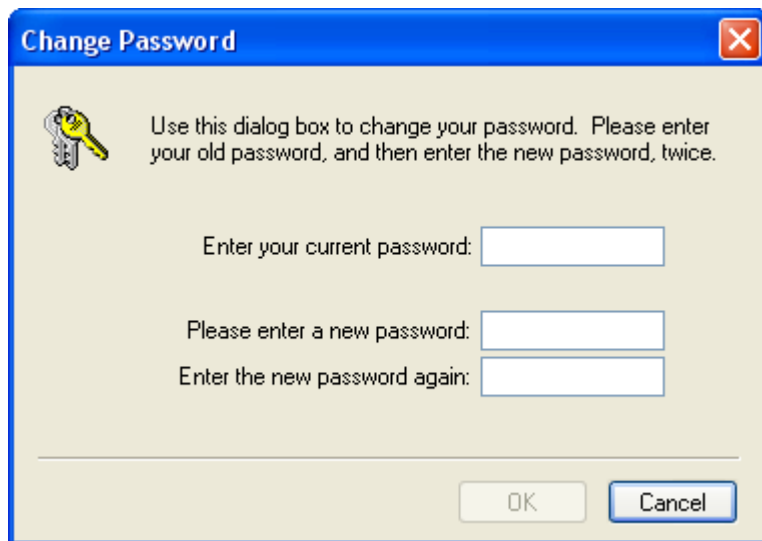 Change Password
Use this dialog box to change your password.  Please enter
your old password, and then enter the new password, twice.
Enter your current password:
Please enter a new password:
Enter the new password again:
OK
Cancel